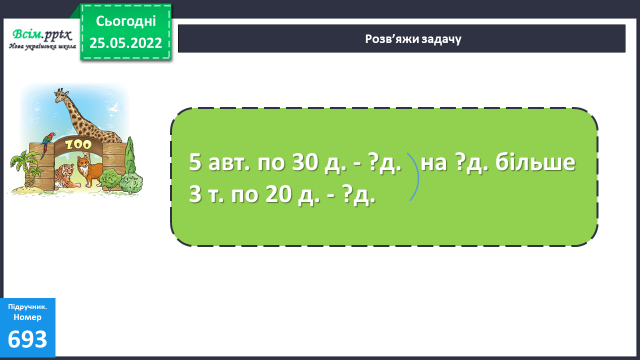 Всім.pptx
Нова українська школа
Сьогодні
25.05.2022
Розв’яжи задачу
ZOO
5 авт. по 30 д. - ?д. на ?д. більше
3 т. по 20 д. - ?д.
Підручник.
Номер
693